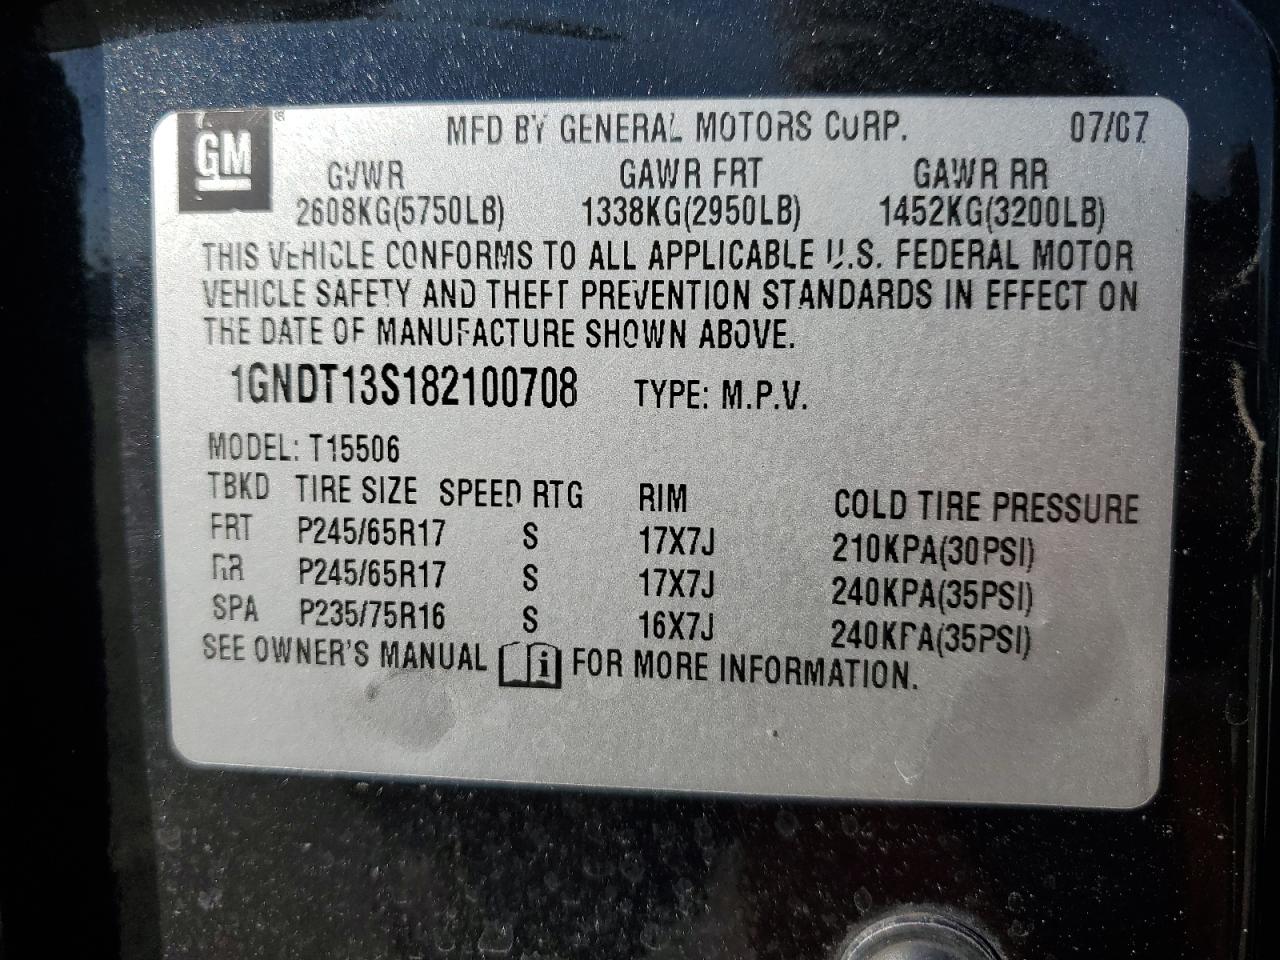 GM
MFD BY GENERAL MOTORS CORP. 07/07
GVWR GAWR FRT GAWR RR
2608KG(5750LB) 1338KG(2950LB) 1452KG(3200LB)
THIS VEHICLE CONFORMS TO ALL APPLICABLE U.S. FEDERAL MOTOR
VEHICLE SAFETY AND THEFT PREVENTION STANDARDS IN EFFECT ON
THE DATE OF MANUFACTURE SHOWN ABOVE.
1GNDT13S182100708 TYPE: M.P.V.
MODEL: T15506
TBKD TIRE SIZE SPEED RTG RIM COLD TIRE PRESSURE
FRT P245/65R17 S 17X7J 210KPA(30PSI)
RR P245/65R17 S 17X7J 240KPA(35PSI)
SPA P235/75R16 S 16X7J 240KPA(35PSI)
SEE OWNER'S MANUAL i FOR MORE INFORMATION.